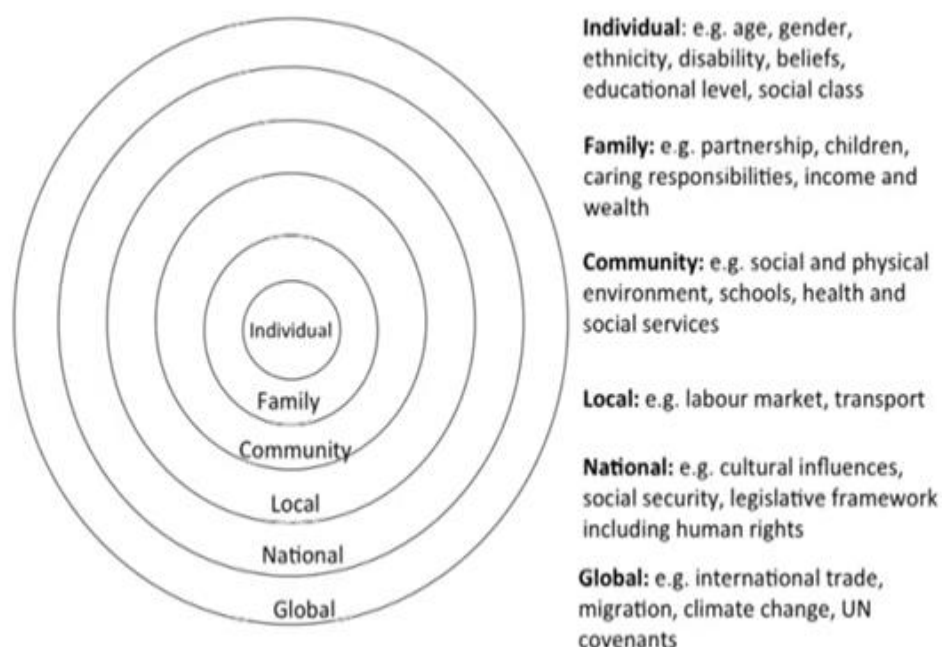 Individual
Family
Community
Local
National
Global
Individual: e.g. age, gender,
ethnicity, disability, beliefs,
educational level, social class
Family: e.g. partnership, children,
caring responsibilities, income and
wealth
Community: e.g. social and physical
environment, schools, health and
social services
Local: e.g. labour market, transport
National: e.g. cultural influences,
social security, legislative framework
including human rights
Global: e.g. international trade,
migration, climate change, UN
covenants